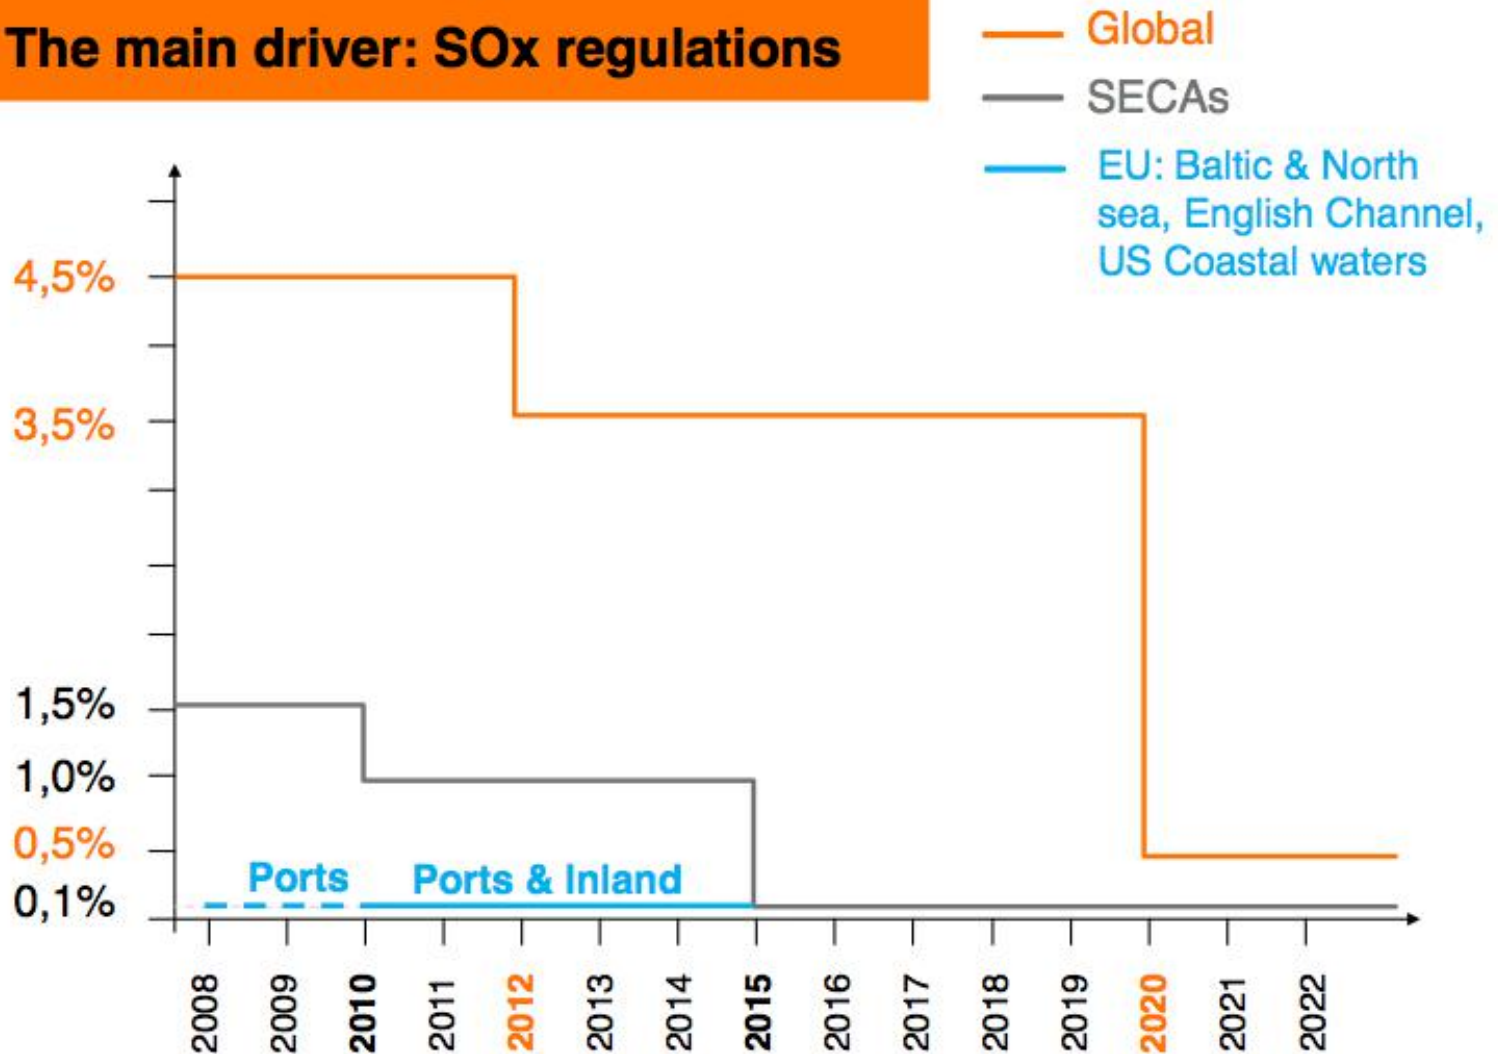 The main driver: SOx regulations
Global
SECAs
EU: Baltic & North
sea, English Channel,
US Coastal waters
4,5%
3,5%
1,5%
1,0%
0,5%
0,1%
Ports
Ports & Inland
2008
2009
2010
2011
2012
2013
2014
2015
2016
2017
2018
2019
2020
2021
2022